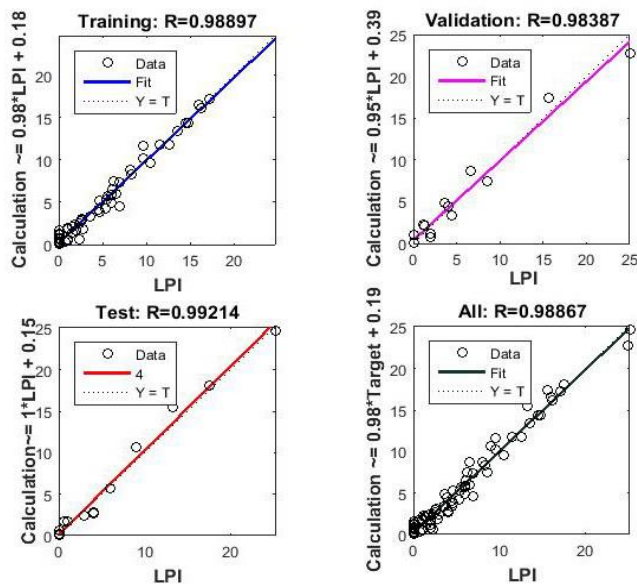 Training: R=0.98897
Calculation ~= 0.98*LPI + 0.18
20
15
10
5
0
Data
Fit
Y = T
0
10
20
LPI
Validation: R=0.98387
Calculation ~= 0.95*LPI + 0.39
25
20
15
10
5
0
Data
Fit
Y = T
0
5
10
15
20
25
LPI
Test: R=0.99214
Calculation~= 1*LPI + 0.15
25
20
15
10
5
0
Data
4
Y = T
0
10
20
LPI
All: R=0.98867
Calculation ~= 0.98*Target + 0.19
25
20
15
10
5
0
Data
Fit
Y = T
0
10
20
LPI